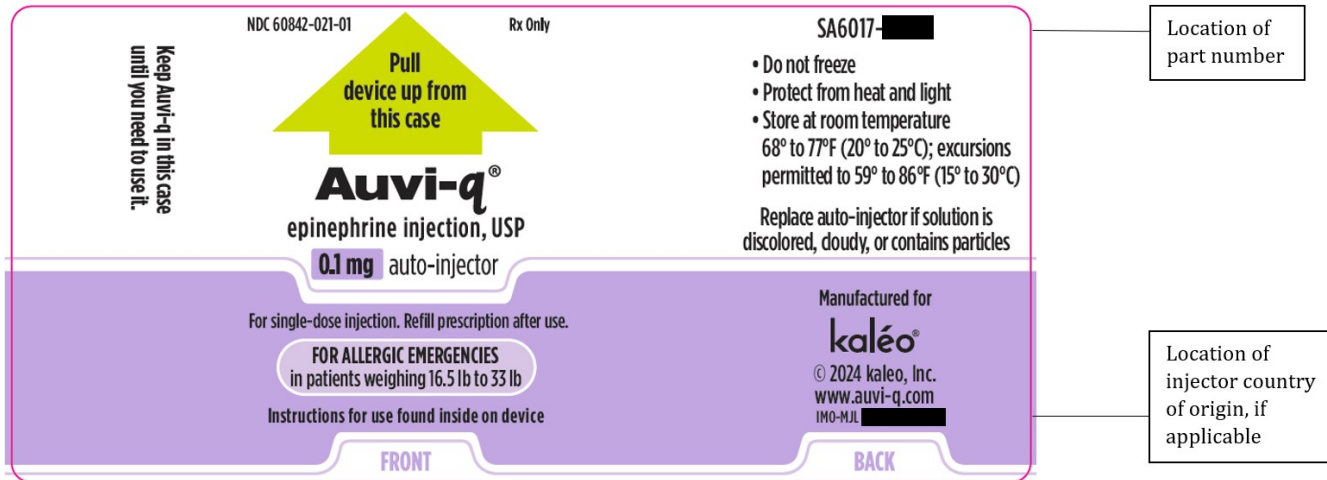 Keep Auvi-q in this case
until you need to use it.
NDC 60842-021-01
Rx Only
Pull
device up from
this case
Auvi-q®
epinephrine injection, USP
0.1 mg auto-injector
For single-dose injection. Refill prescription after use.
FOR ALLERGIC EMERGENCIES
in patients weighing 16.5 lb to 33 lb
Instructions for use found inside on device
FRONT
SA6017-
• Do not freeze
• Protect from heat and light
• Store at room temperature
68° to 77°F (20° to 25°C); excursions
permitted to 59° to 86°F (15° to 30°C)
Replace auto-injector if solution is
discolored, cloudy, or contains particles
Manufactured for
kaléo®
© 2024 kaleo, Inc.
www.auvi-q.com
IMO-MJL
BACK
Location of
part number
Location of
injector country
of origin, if
applicable